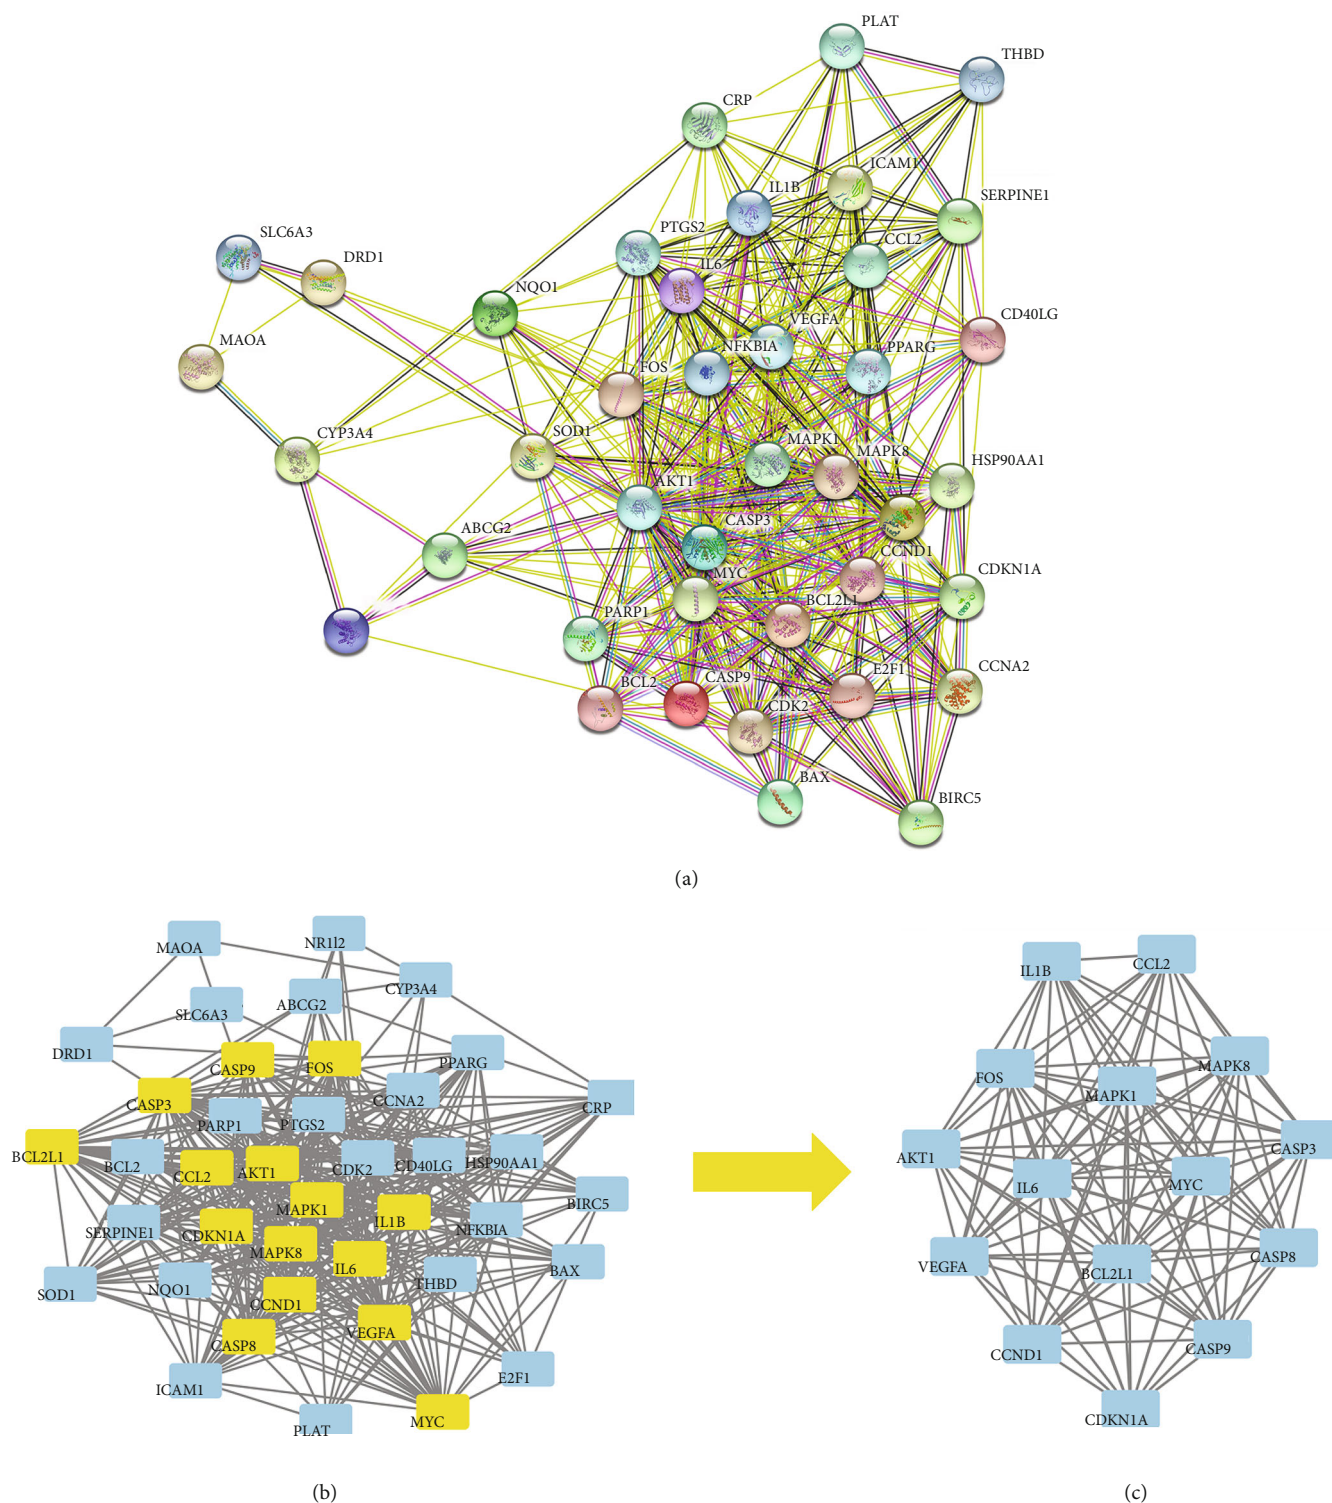 PLAT
THBD
CRP
ICAM1
IL1B
SERPINE1
PTGS2
CCL2
SLC6A3
DRD1
IL6
NQO1
CD40LG
VEGFA
NFKBIA
PPARG
MAOA
FOS
CYP3A4
SOD1
MAPK1
MAPK8
HSP90AA1
AKT1
ABCG2
CASP3
CCND1
CDKN1A
MYC
BCL2L1
PARP1
E2F1
CCNA2
BCL2
CASP9
CDK2
BAX
BIRC5
(a)
MAOA
NR1l2
CYP3A4
ABCG2
SLC6A3
DRD1
PPARG
CASP9
FOS
CASP3
CCNA2
CRP
PARP1
PTGS2
BCL2L1
BCL2
CCL2
AKT1
CDK2
CD40LG
HSP90AA1
BIRC5
MAPK1
IL1B
SERPINE1
CDKN1A
NFKBIA
MAPK8
IL6
BAX
SOD1
NQO1
THBD
CCND1
CASP8
VEGFA
ICAM1
E2F1
PLAT
MYC
(b)
IL1B
CCL2
FOS
MAPK8
MAPK1
AKT1
CASP3
IL6
MYC
VEGFA
BCL2L1
CASP8
CCND1
CASP9
CDKN1A
(c)